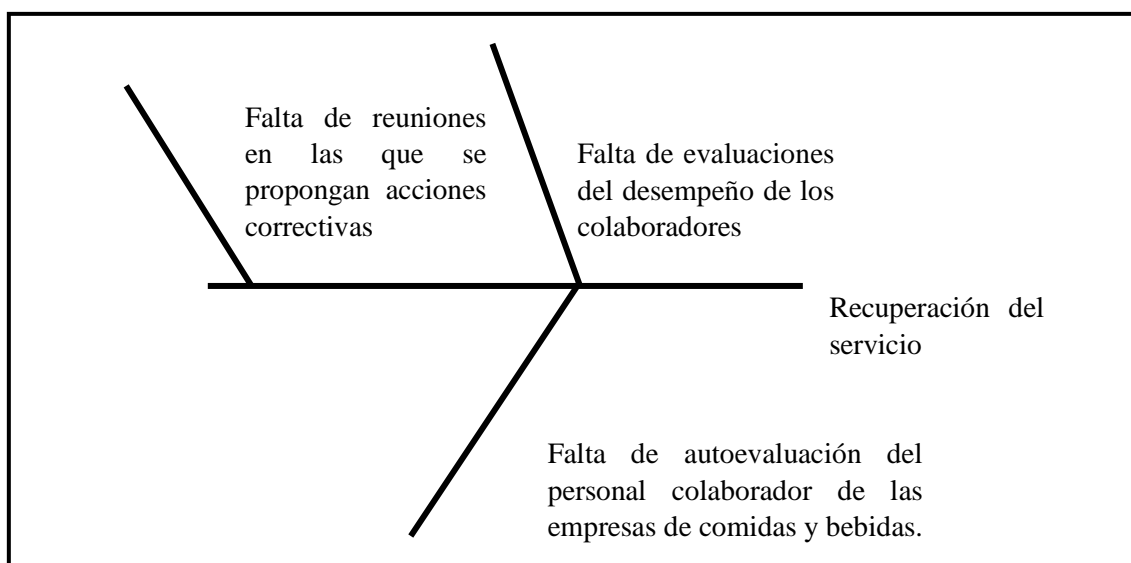 Falta de reuniones
en las que se
propongan acciones
correctivas
Falta de evaluaciones
del desempeño de los
colaboradores
Recuperación del
servicio
Falta de autoevaluación del
personal colaborador de las
empresas de comidas y bebidas.